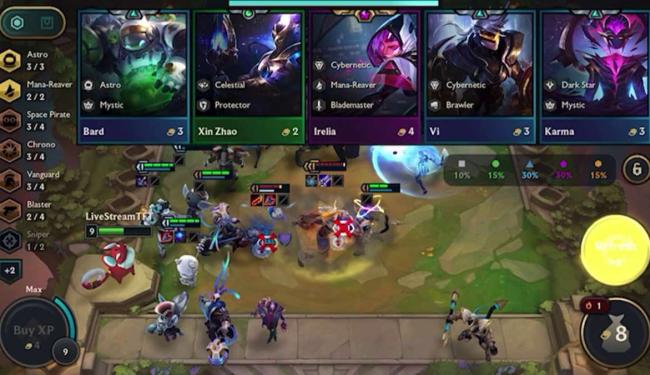 Astro
3 / 3
Mana-Reaver
2 / 2
Space Pirate
3 / 4
Chrono
3 / 4
Vanguard
3 / 4
Blaster
2 / 4
Sniper
1 / 2
+2
Max
Buy XP
4
9
Astro
Mystic
Bard
3
Celestial
Protector
Xin Zhao
2
Cybernetic
Mana-Reaver
Blademaster
Irelia
4
Cybernetic
Brawler
Vi
3
Dark Star
Mystic
Karma
3
10%
15%
30%
30%
15%
6
LiveStreamTFT
9
1
8